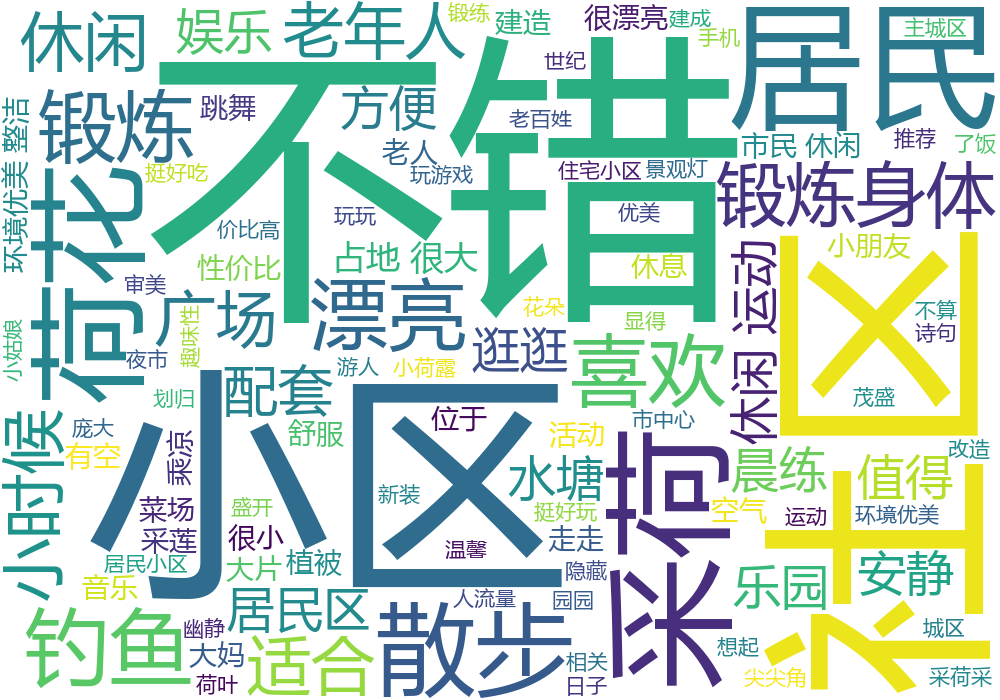 休闲
娱乐
老年人
锻练
建造
很漂亮
建成
手机
居民
主城区
不错
世纪
锻炼
跳舞
方便
老百姓
市民 休闲
推荐
了饭
整洁
老人
玩游戏
住宅小区
景观灯
挺好吃
锻炼身体
环境优美
荷花
玩玩
优美
价比高
占地 很大
休息
小朋友
性价比
审美
运动
社区
广场
漂亮
花朵
显得
不算
诗句
小姑娘
趣味性
逛逛
喜欢
夜市
游人
小荷露
休闲
划归
配套
小区
位于
市中心
茂盛
小时候
庞大
有空
乘凉
舒服
活动
采荷
晨练
值得
改造
水塘
菜场
盛开
新装
挺好玩
空气
运动
环境优美
采莲
很小
温馨
走走
居民小区
大片
植被
隐藏
乐园
安静
音乐
居民区
人流量
园园
钓鱼
幽静
散步
城区
大妈
适合
想起
相关
荷叶
日子
尖尖角
采荷采